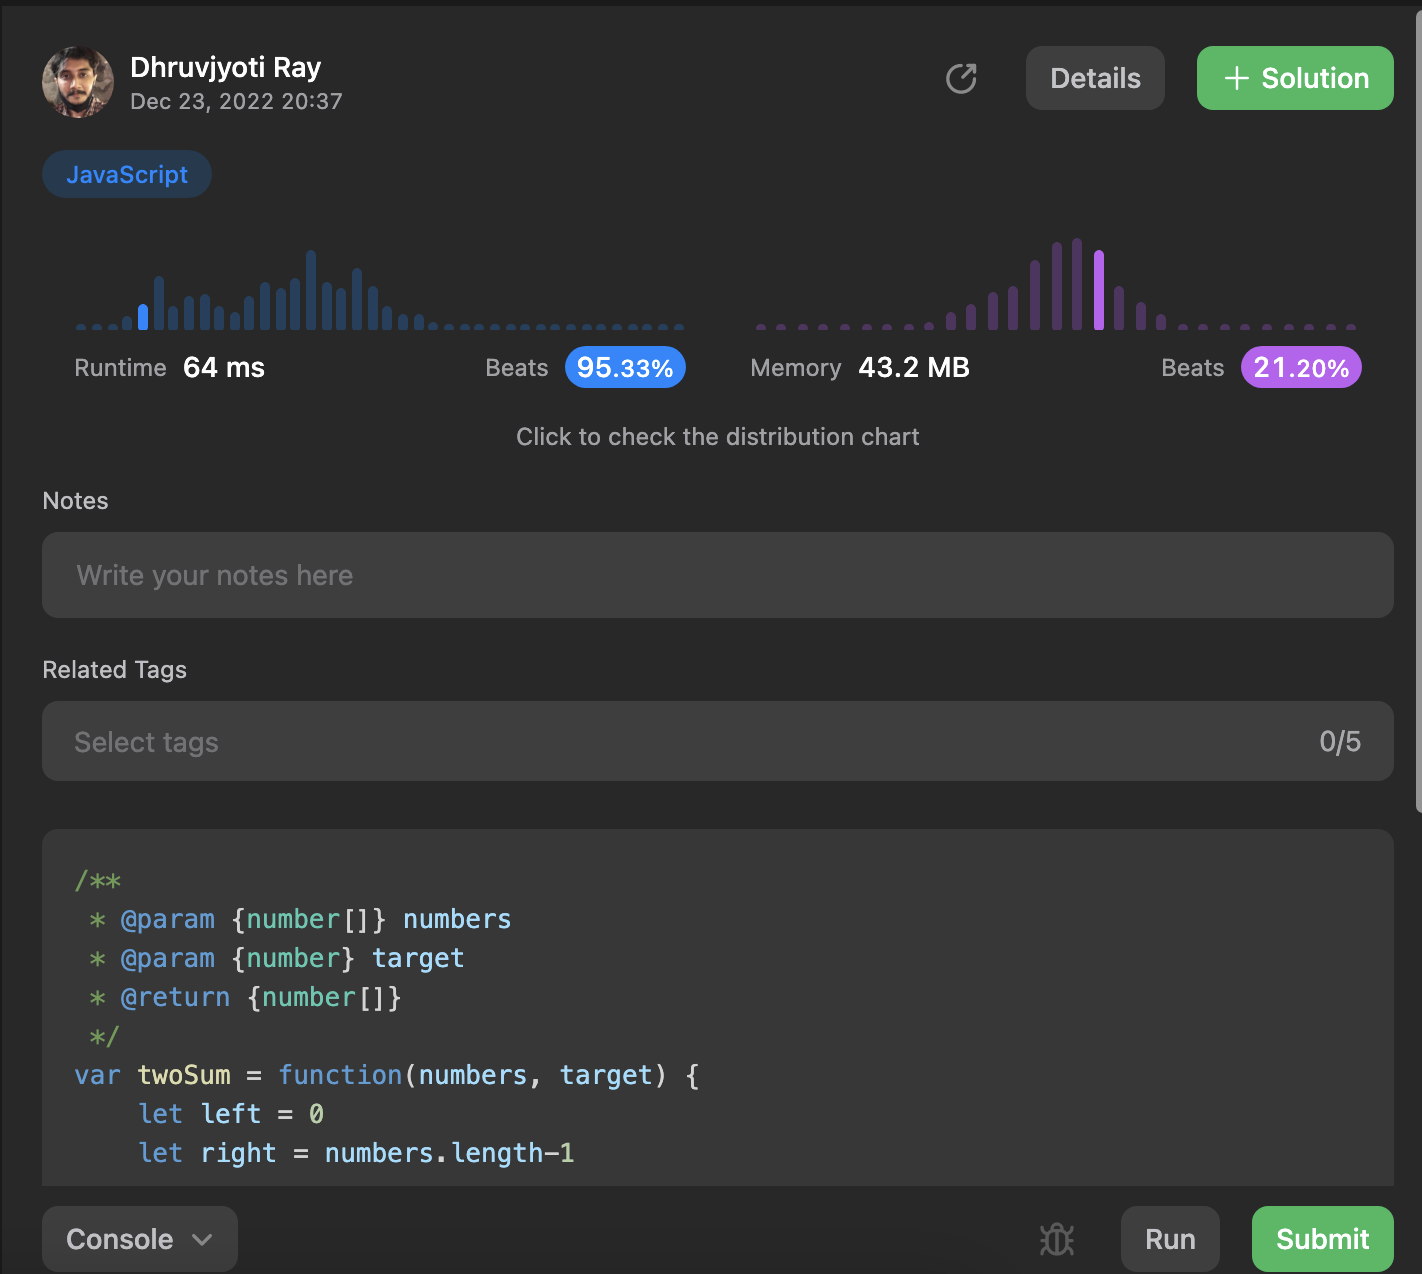 Dhruvjyoti Ray
Dec 23, 2022 20:37
Details
+ Solution
JavaScript
Runtime 64 ms Beats 95.33%
Memory 43.2 MB Beats 21.20%
Click to check the distribution chart
Notes
Write your notes here
Related Tags
Select tags 0/5
/**
 * @param {number[]} numbers
 * @param {number} target
 * @return {number[]}
 */
var twoSum = function(numbers, target) {
    let left = 0
    let right = numbers.length-1
Console
Run
Submit